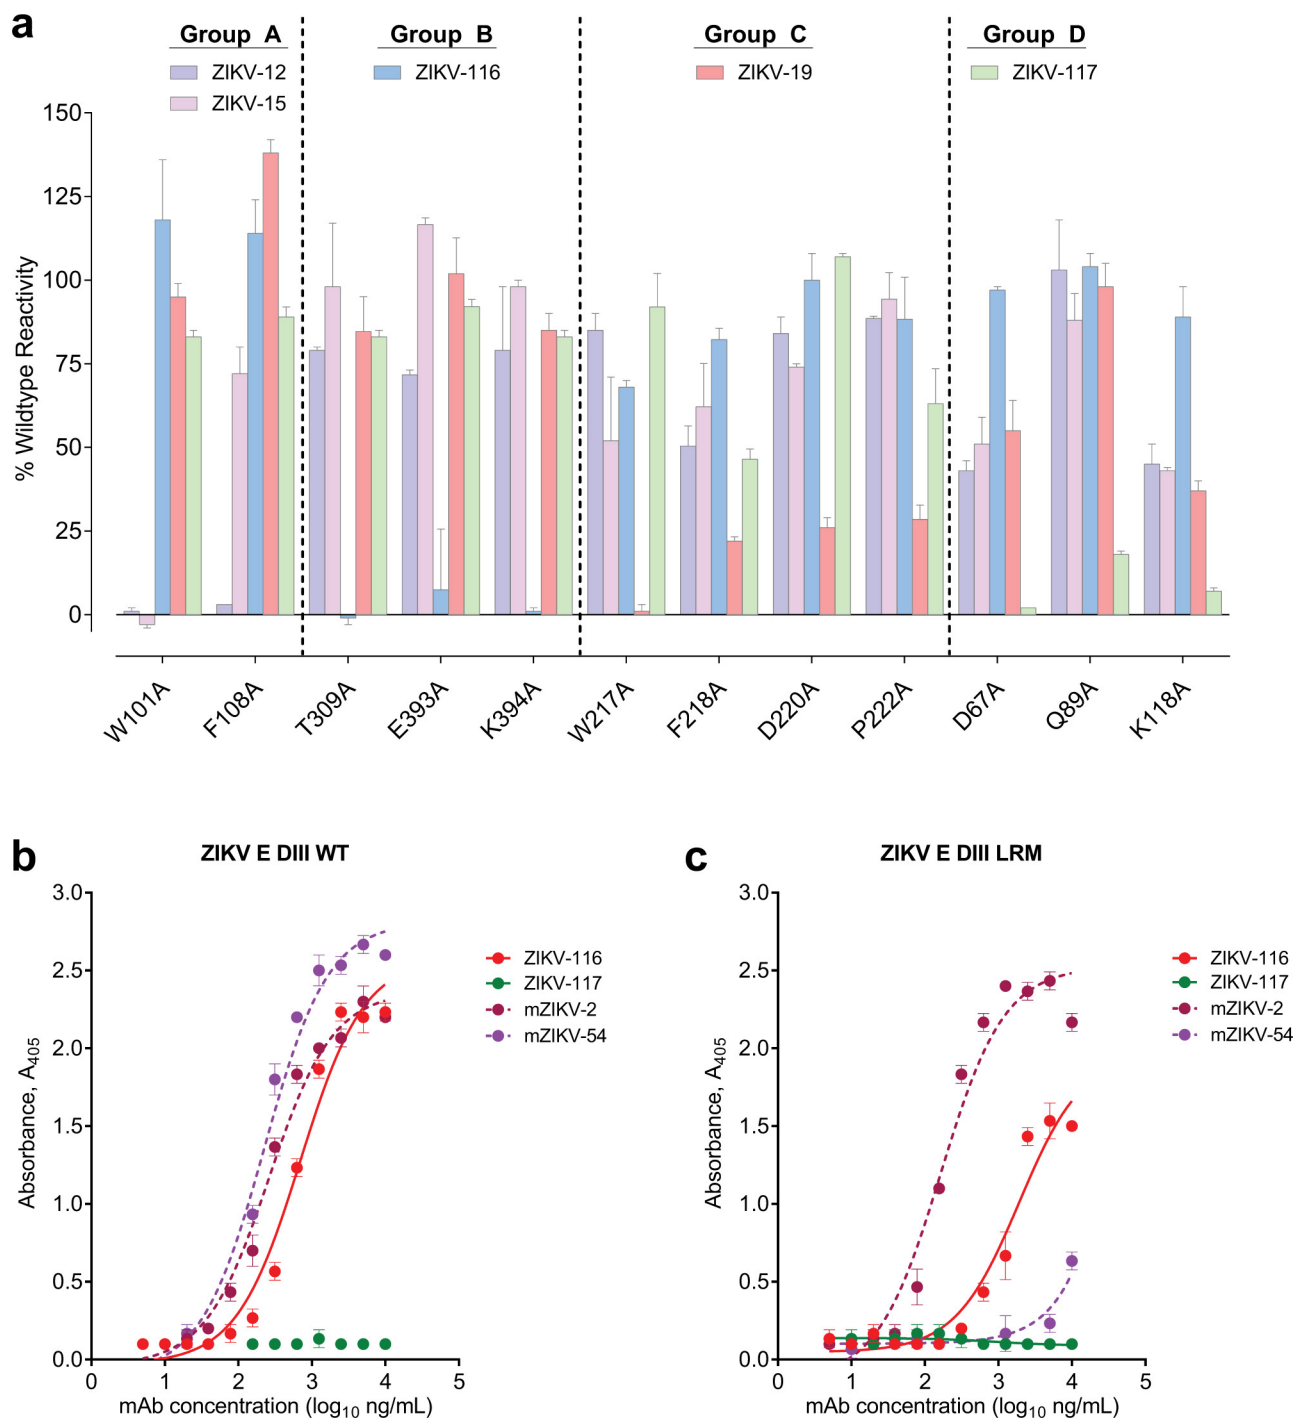 a
Group A
Group B
Group C
Group D
ZIKV-12
ZIKV-116
ZIKV-19
ZIKV-117
ZIKV-15
% Wildtype Reactivity
150
125
100
75
50
25
0
W101A
F108A
T309A
E393A
K394A
W217A
F218A
D220A
P222A
D67A
Q89A
K118A
b
ZIKV E DIII WT
Absorbance, A405
3.0
2.5
2.0
1.5
1.0
0.5
0.0
0
1
2
3
4
5
mAb concentration (log10 ng/mL)
ZIKV-116
ZIKV-117
mZIKV-2
mZIKV-54
c
ZIKV E DIII LRM
Absorbance, A405
3.0
2.5
2.0
1.5
1.0
0.5
0.0
0
1
2
3
4
5
mAb concentration (log10 ng/mL)
ZIKV-116
ZIKV-117
mZIKV-2
mZIKV-54